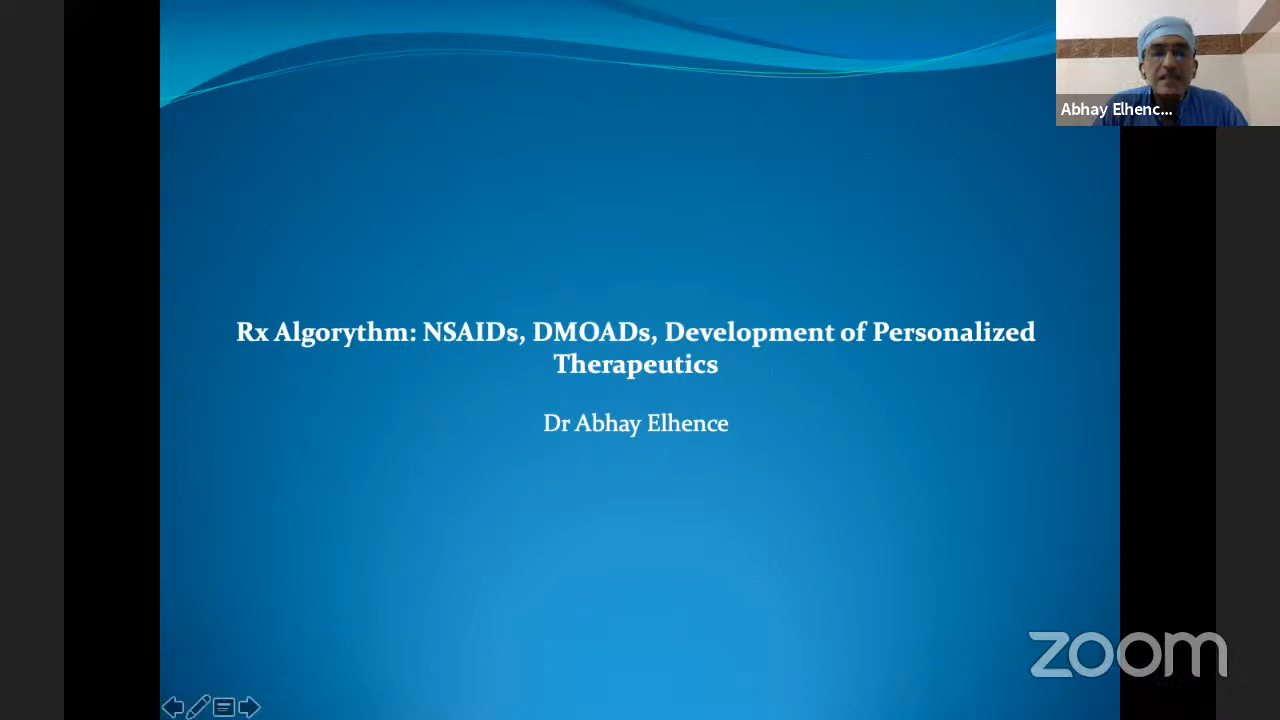 Abhay Elhenc...
Rx Algorythm: NSAIDs, DMOADs, Development of Personalized
Therapeutics
Dr Abhay Elhence
zoom